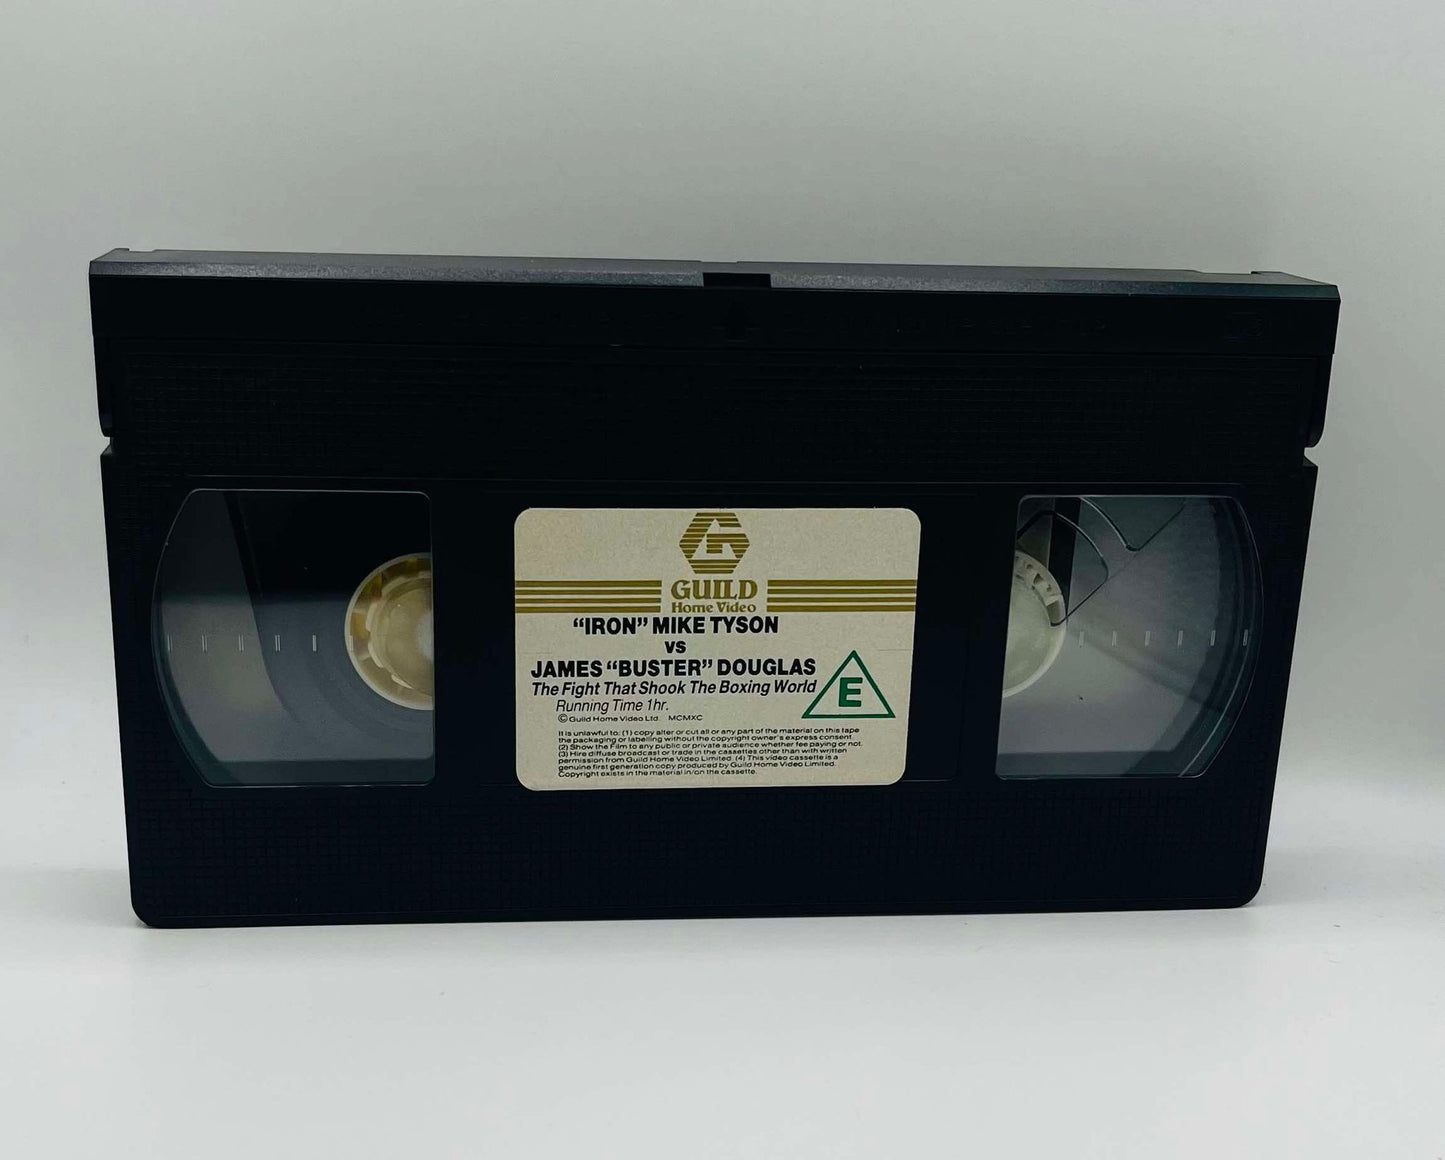 GUILD
Home Video
"IRON" MIKE TYSON
VS
JAMES "BUSTER" DOUGLAS
The Fight That Shook The Boxing World
Running Time 1hr.
© Guild Home Video Ltd. MCMXC
E
It is unlawful to: (1) copy alter or cut all or any part of the material on this tape
the packaging or labelling without the copyright owner's express consent.
(2) Show the Film to any public or private audience whether fee paying or not.
(3) Hire diffuse broadcast or trade in the cassettes other than with written
permission from Guild Home Video Limited. (4) This video cassette is a
genuine first generation copy produced by Guild Home Video Limited.
Copyright exists in the material in/on the cassette.